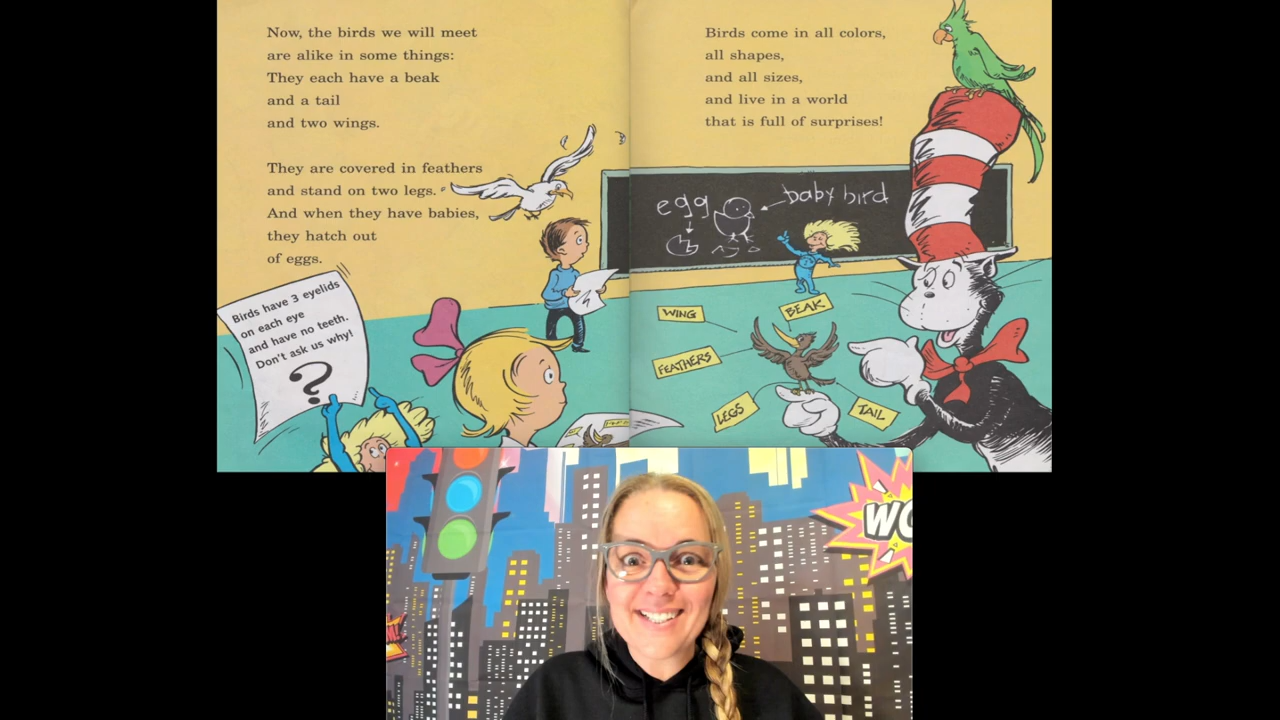 Now, the birds we will meet
are alike in some things:
They each have a beak
and a tail
and two wings.
They are covered in feathers
and stand on two legs.
And when they have babies,
they hatch out
of eggs.
Birds have 3 eyelids
on each eye
and have no teeth.
Don't ask us why!
?
Birds come in all colors,
all shapes,
and all sizes,
and live in a world
that is full of surprises!
egg
baby bird
WING
BEAK
FEATHERS
LEGS
TAIL